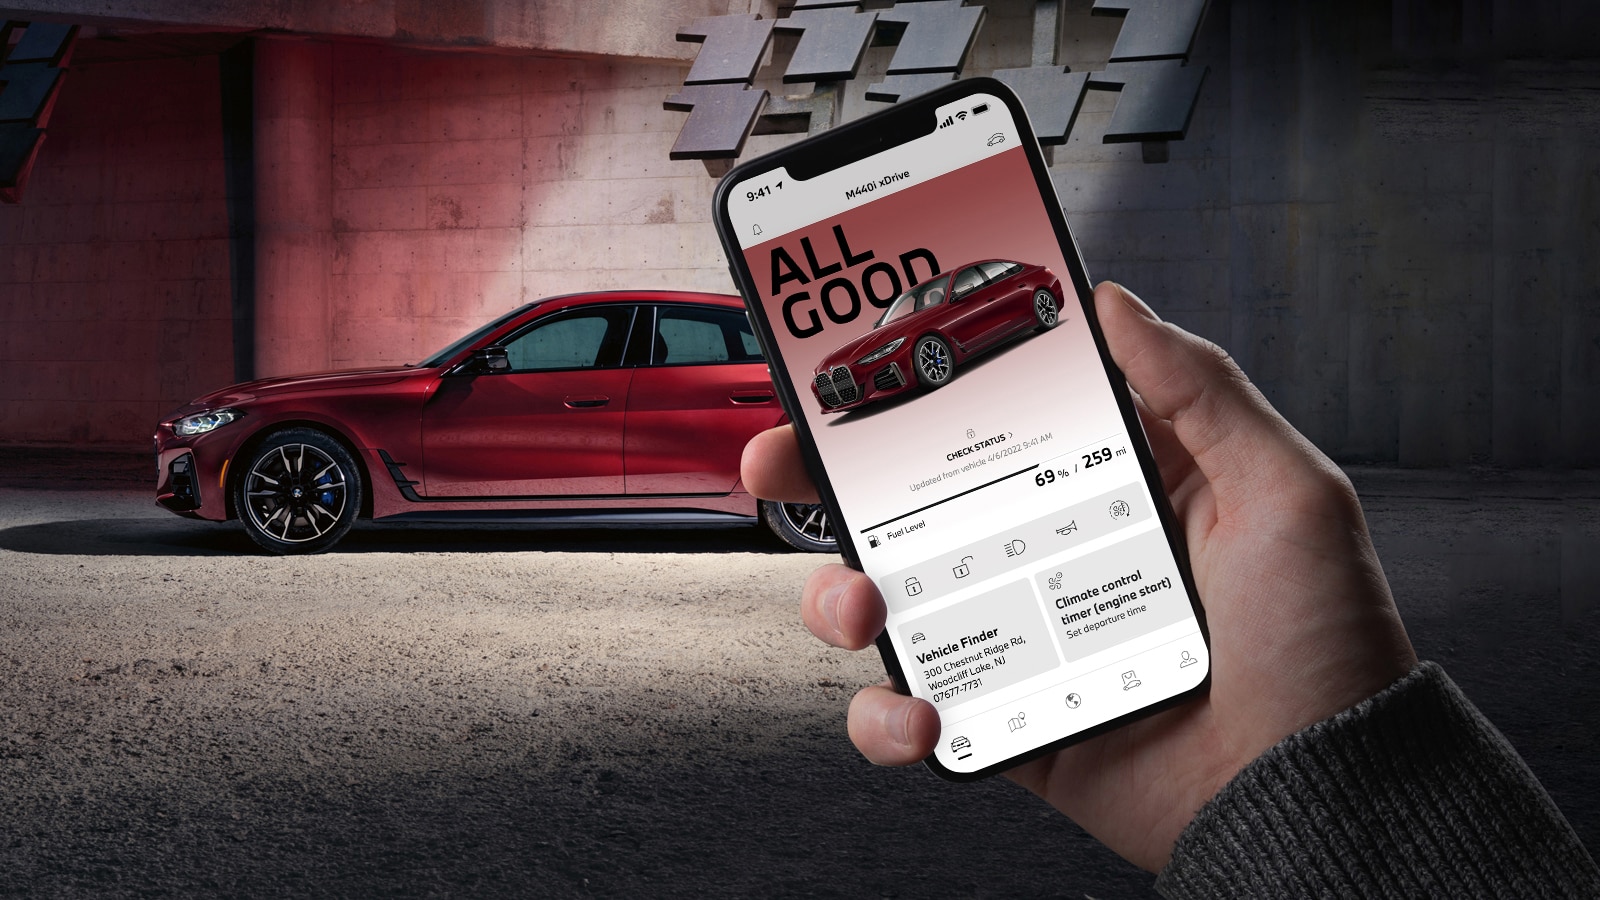 9:41
M440i xDrive
ALL
GOOD
CHECK STATUS
Updated from vehicle 4/6/2022 9:41 AM
69 % / 259 mi
Fuel Level
Vehicle Finder
300 Chestnut Ridge Rd,
Woodcliff Lake, NJ
07677-7731
Climate control
timer (engine start)
Set departure time